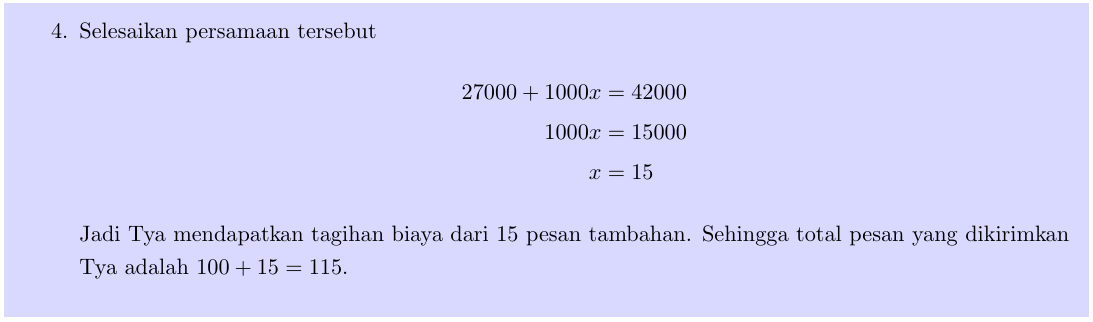 4. Selesaikan persamaan tersebut
27000 + 1000x = 42000
1000x = 15000
x = 15
Jadi Tya mendapatkan tagihan biaya dari 15 pesan tambahan. Sehingga total pesan yang dikirimkan
Tya adalah 100 + 15 = 115.